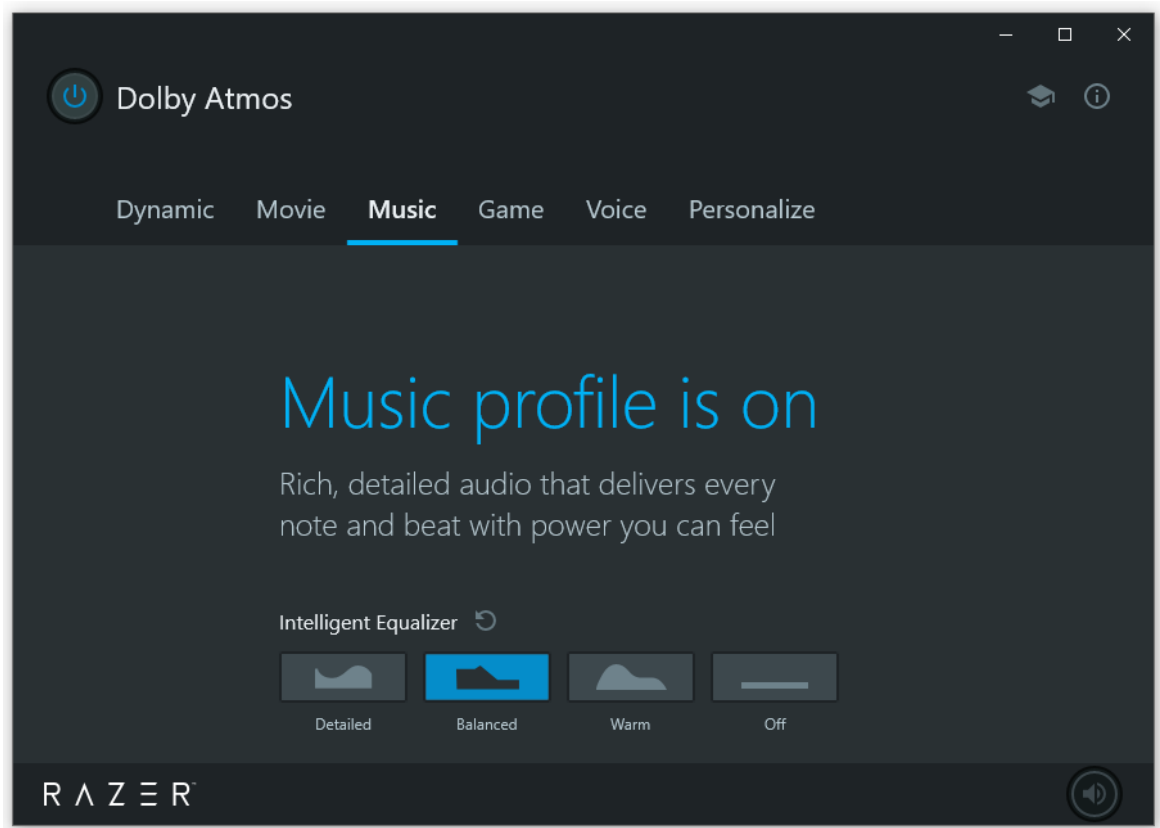 Dolby Atmos
Dynamic Movie Music Game Voice Personalize
Music profile is on
Rich, detailed audio that delivers every
note and beat with power you can feel
Intelligent Equalizer
Detailed Balanced Warm Off
RAZER™